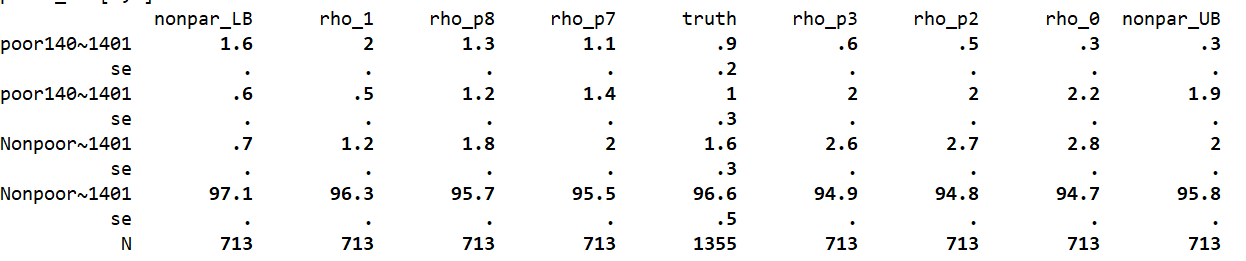 nonpar_LB rho_1 rho_p8 rho_p7 truth rho_p3 rho_p2 rho_0 nonpar_UB
poor140~1401 1.6 2 1.3 1.1 .9 .6 .5 .3 .3
se . . . . .2 . . . .
poor140~1401 .6 .5 1.2 1.4 1 2 2 2.2 1.9
se . . . . .3 . . . .
Nonpoor~1401 .7 1.2 1.8 2 1.6 2.6 2.7 2.8 2
se . . . . .3 . . . .
Nonpoor~1401 97.1 96.3 95.7 95.5 96.6 94.9 94.8 94.7 95.8
se . . . . .5 . . . .
N 713 713 713 713 1355 713 713 713 713